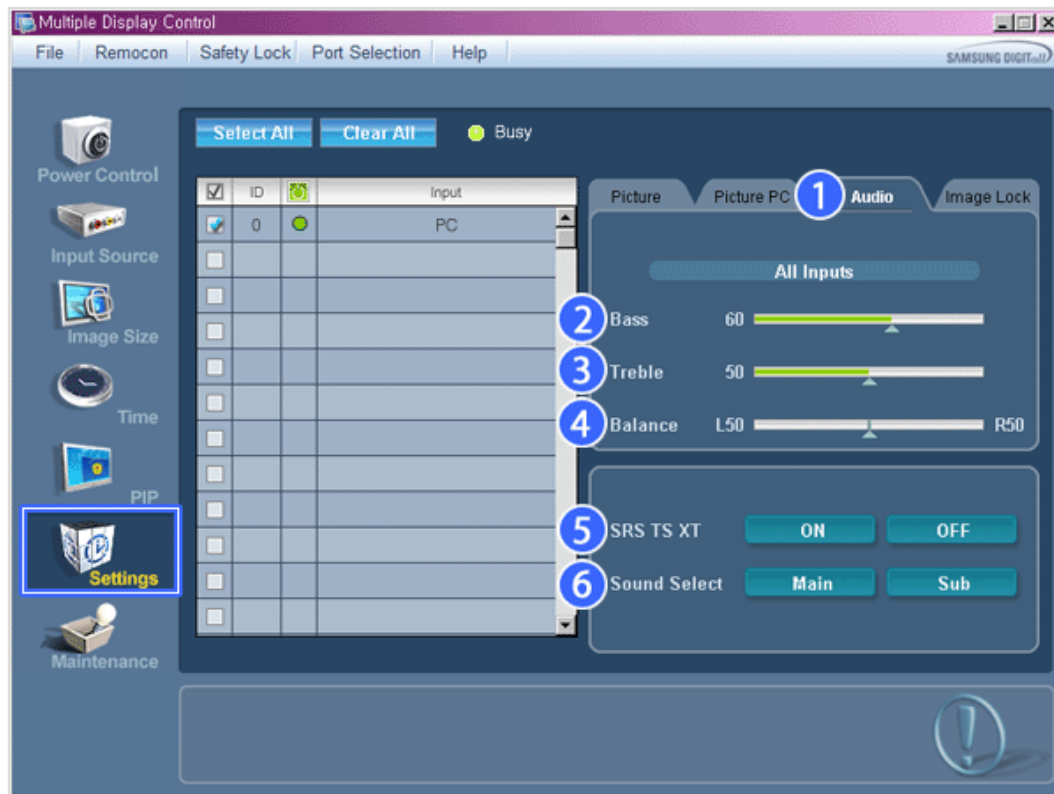 Multiple Display Control
File Remocon Safety Lock Port Selection Help
SAMSUNG DIGITall
Power Control
Input Source
Image Size
Time
PIP
Settings
Maintenance
Select All Clear All Busy
ID Input
0 PC
Picture Picture PC 1 Audio Image Lock
All Inputs
2 Bass 60
3 Treble 50
4 Balance L50 R50
5 SRS TS XT ON OFF
6 Sound Select Main Sub